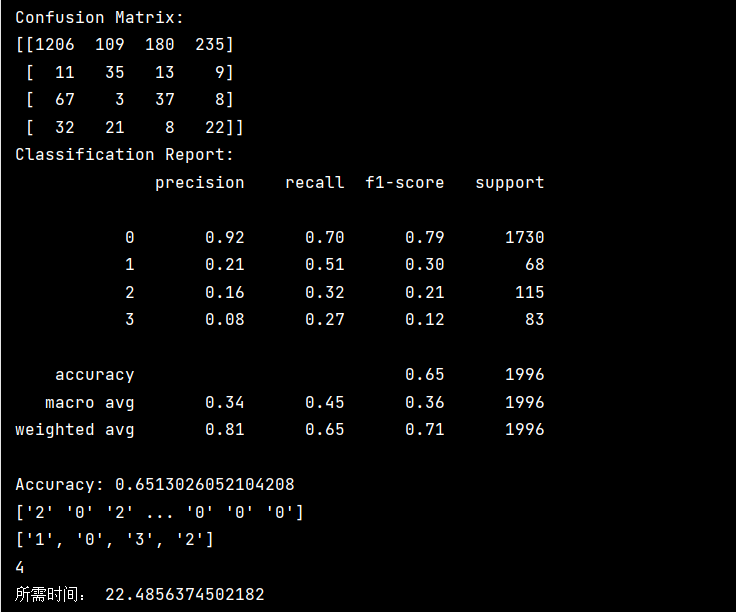 Confusion Matrix:
[[1206  109  180  235]
 [  11   35   13    9]
 [  67    3   37    8]
 [  32   21    8   22]]
Classification Report:
              precision    recall  f1-score   support

           0       0.92      0.70      0.79      1730
           1       0.21      0.51      0.30        68
           2       0.16      0.32      0.21       115
           3       0.08      0.27      0.12        83

    accuracy                           0.65      1996
   macro avg       0.34      0.45      0.36      1996
weighted avg       0.81      0.65      0.71      1996

Accuracy: 0.6513026052104208
['2' '0' '2' ... '0' '0' '0']
['1', '0', '3', '2']
4
所需时间： 22.4856374502182